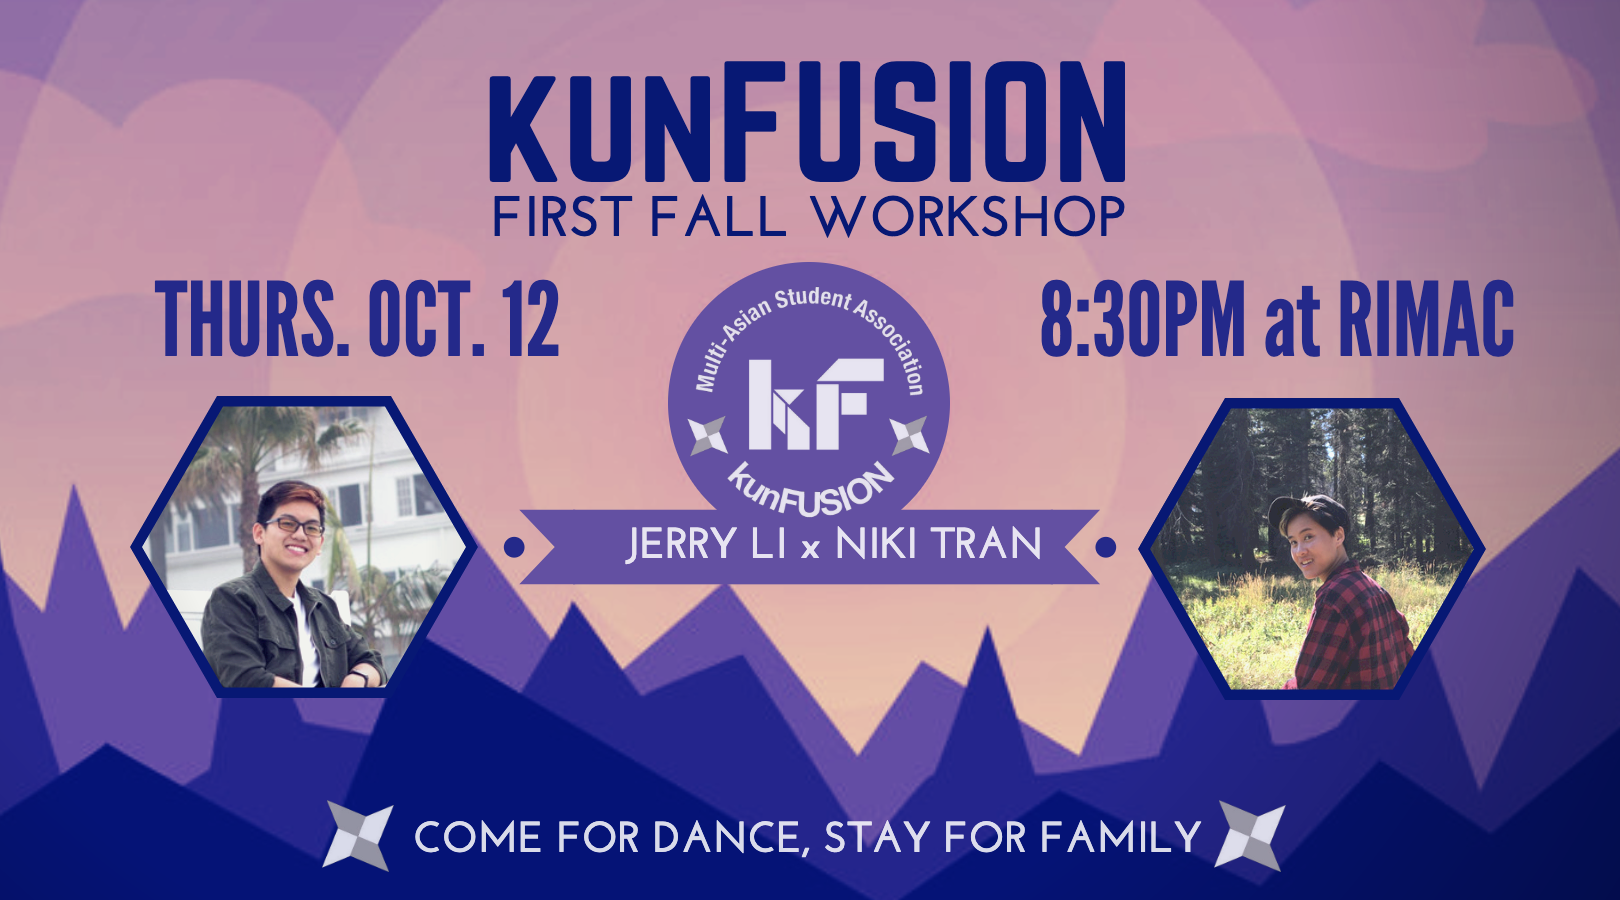 KUNFUSION
FIRST FALL WORKSHOP
THURS. OCT. 12
8:30PM at RIMAC
Multi-Asian Student Association
kF
kunFUSION
JERRY LI x NIKI TRAN
COME FOR DANCE, STAY FOR FAMILY